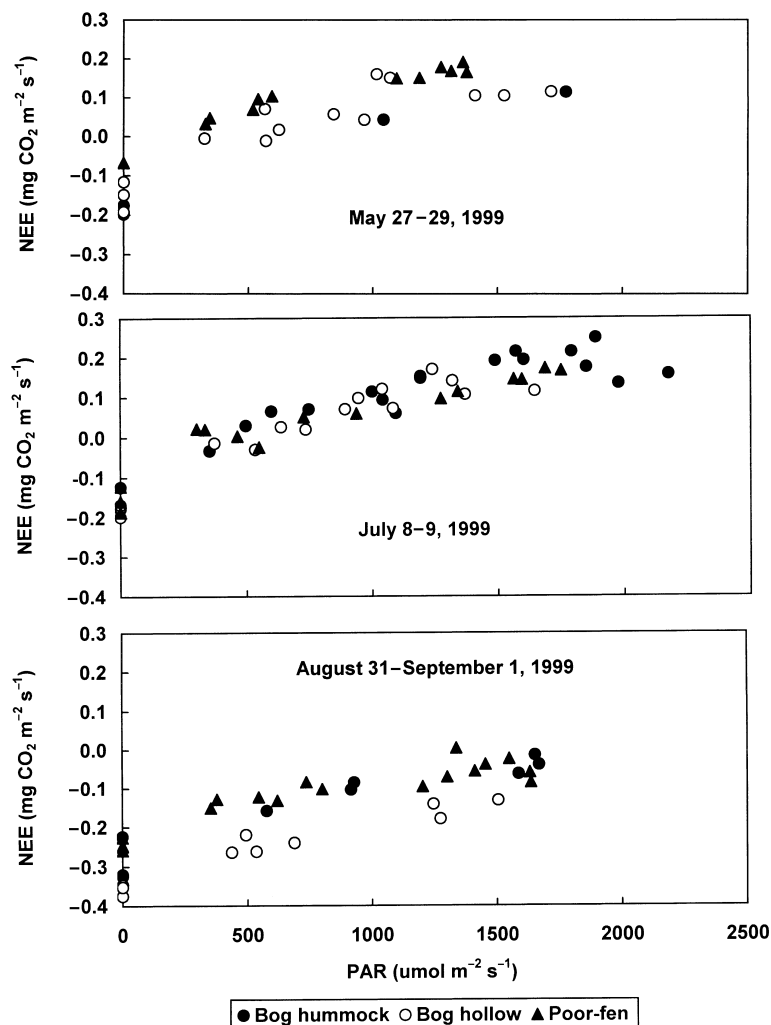 0.3
0.2
0.1
0.0
−0.1
−0.2
−0.3
−0.4
NEE (mg CO₂ m⁻² s⁻¹)
May 27–29, 1999
0.3
0.2
0.1
0.0
−0.1
−0.2
−0.3
−0.4
NEE (mg CO₂ m⁻² s⁻¹)
July 8–9, 1999
0.3
0.2
0.1
0.0
−0.1
−0.2
−0.3
−0.4
NEE (mg CO₂ m⁻² s⁻¹)
August 31–September 1, 1999
0 500 1000 1500 2000 2500
PAR (umol m⁻² s⁻¹)
Bog hummock Bog hollow Poor-fen